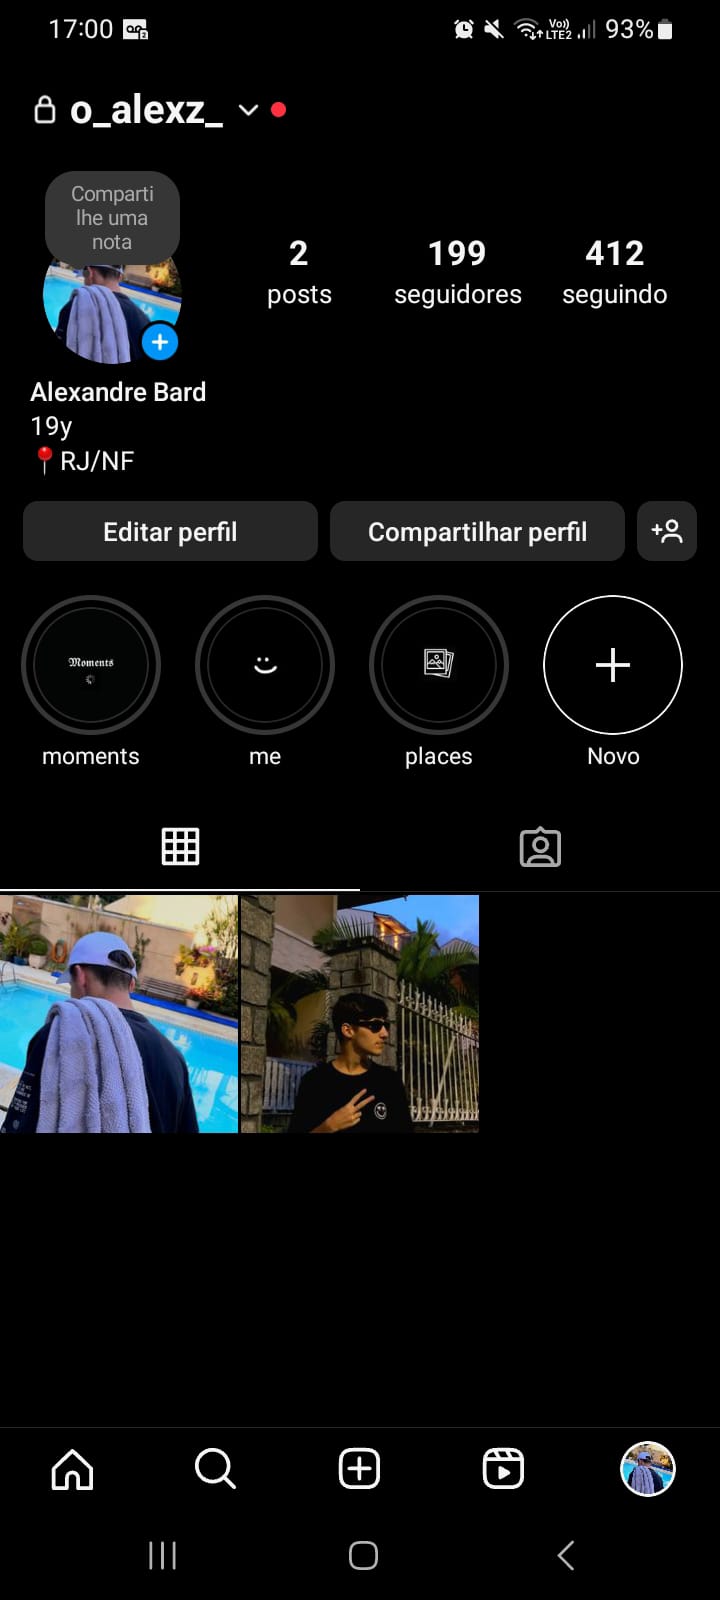 17:00
Vo))
LTE2
93%
o_alexz_
Comparti
lhe uma
nota
2
199
412
posts
seguidores
seguindo
Alexandre Bard
19y
RJ/NF
Editar perfil
Compartilhar perfil
Moments
moments
me
places
Novo